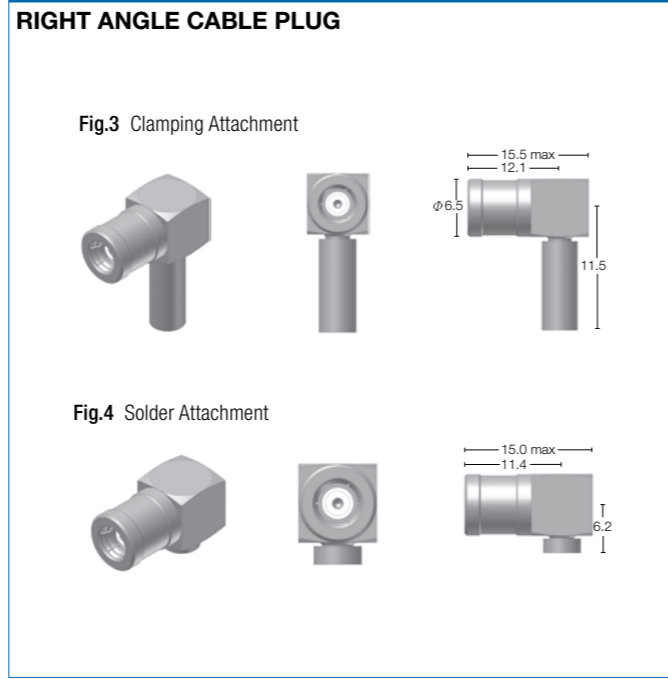 RIGHT ANGLE CABLE PLUG
Fig.3 Clamping Attachment
15.5 max
12.1
Φ6.5
11.5
Fig.4 Solder Attachment
15.0 max
11.4
6.2